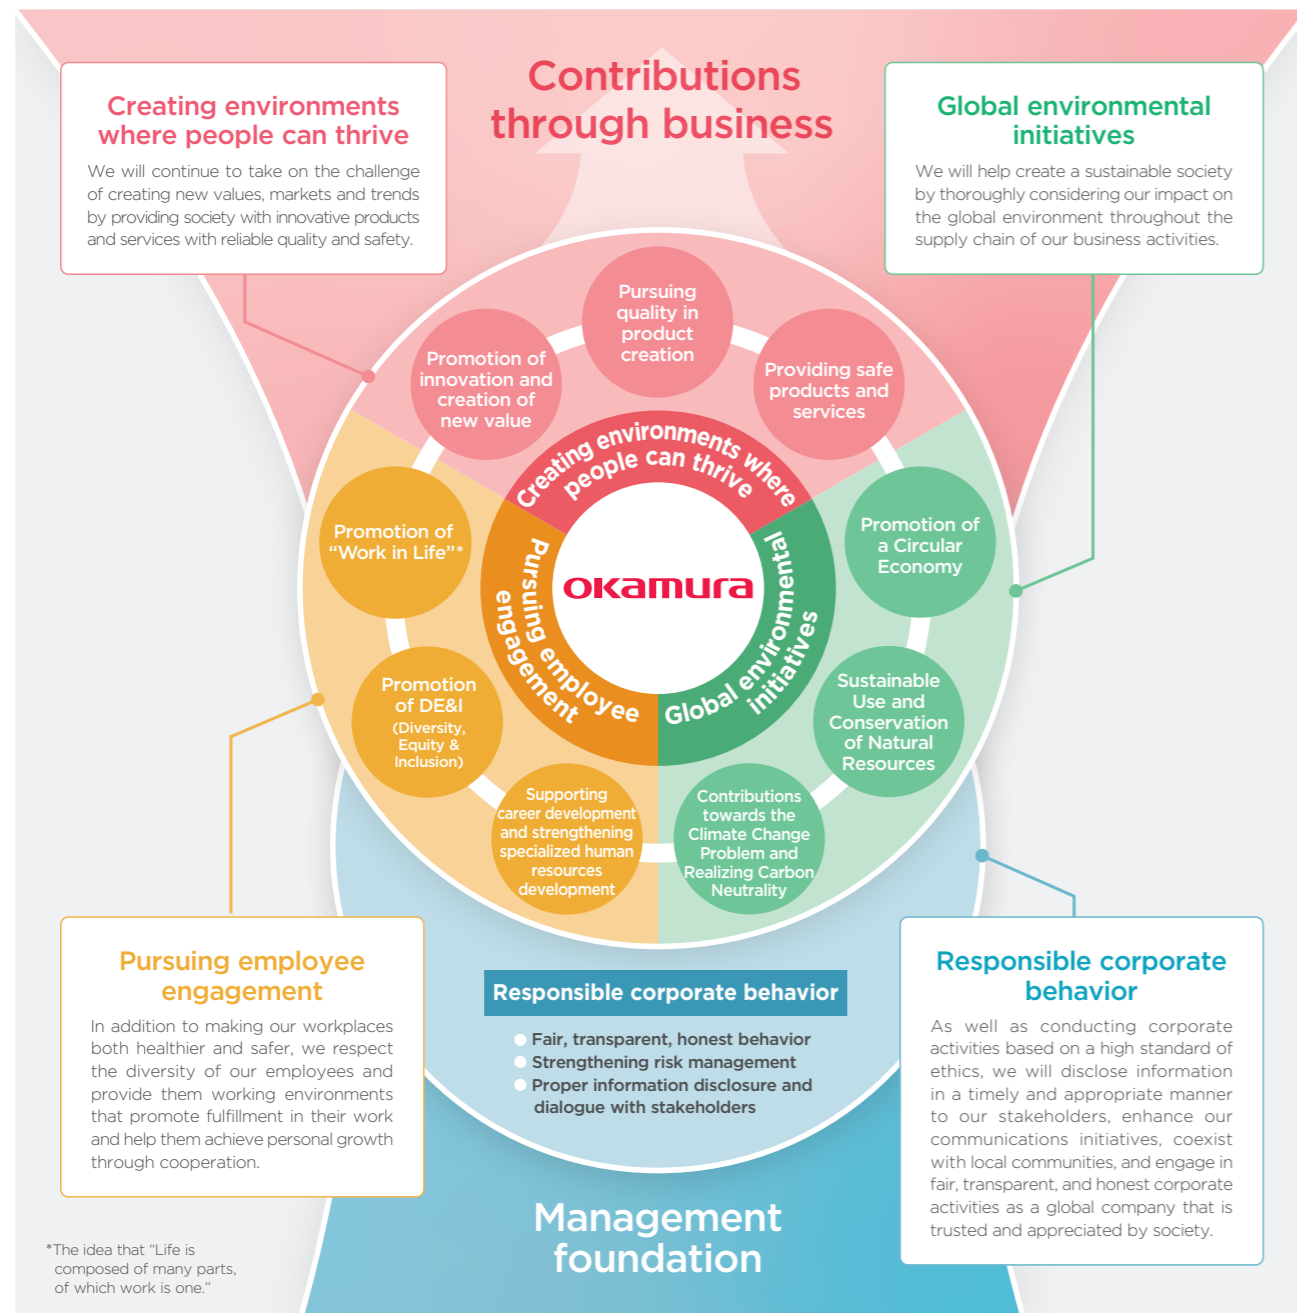 Contributions
through business
Creating environments
where people can thrive
We will continue to take on the challenge
of creating new values, markets and trends
by providing society with innovative products
and services with reliable quality and safety.
Global environmental
initiatives
We will help create a sustainable society
by thoroughly considering our impact on
the global environment throughout the
supply chain of our business activities.
Pursuing
quality in
product
creation
Promotion of
innovation and
creation of
new value
Providing safe
products and
services
Creating environments where
people can thrive
Promotion of
"Work in Life"*
Promotion of
a Circular
Economy
Pursuing employee
engagement
okamura
Global environmental
initiatives
Promotion
of DE&I
(Diversity,
Equity &
Inclusion)
Sustainable
Use and
Conservation
of Natural
Resources
Supporting
career development
and strengthening
specialized human
resources
development
Contributions
towards the
Climate Change
Problem and
Realizing Carbon
Neutrality
Pursuing employee
engagement
In addition to making our workplaces
both healthier and safer, we respect
the diversity of our employees and
provide them working environments
that promote fulfillment in their work
and help them achieve personal growth
through cooperation.
Responsible corporate behavior
Fair, transparent, honest behavior
Strengthening risk management
Proper information disclosure and
dialogue with stakeholders
Responsible corporate
behavior
As well as conducting corporate
activities based on a high standard of
ethics, we will disclose information
in a timely and appropriate manner
to our stakeholders, enhance our
communications initiatives, coexist
with local communities, and engage in
fair, transparent, and honest corporate
activities as a global company that is
trusted and appreciated by society.
Management
foundation
*The idea that "Life is
composed of many parts,
of which work is one."